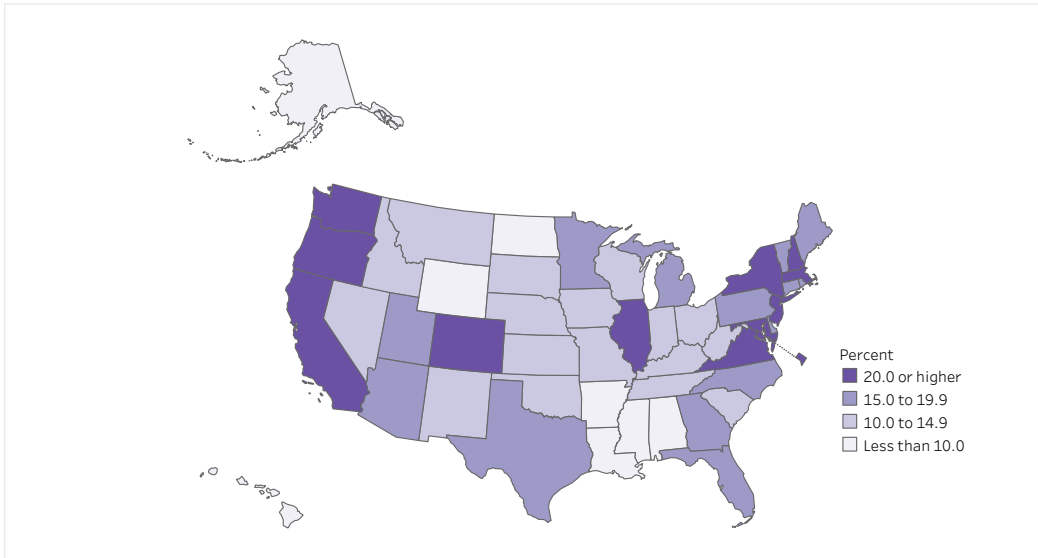 Percent
20.0 or higher
15.0 to 19.9
10.0 to 14.9
Less than 10.0